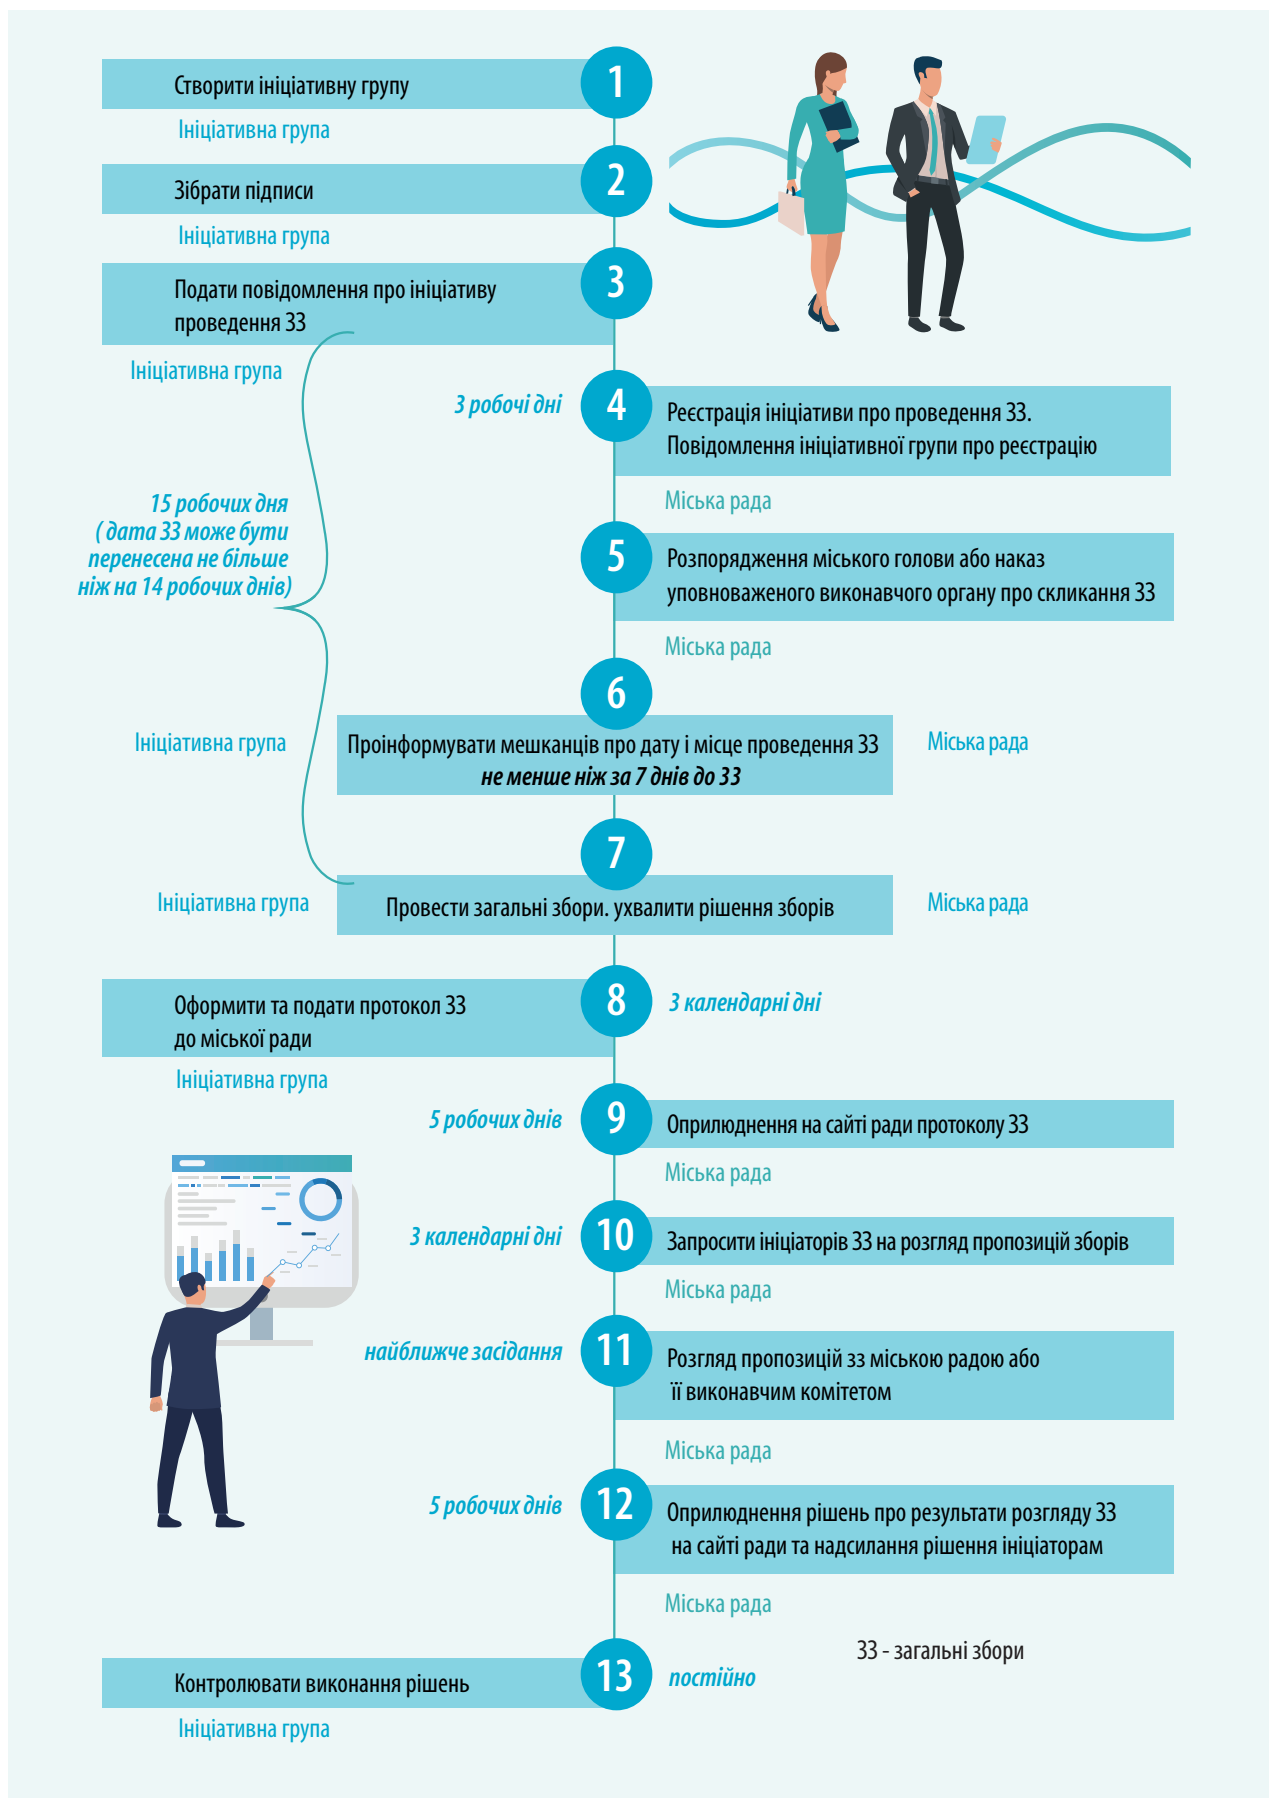 1
Створити ініціативну групу
Ініціативна група
2
Зібрати підписи
Ініціативна група
3
Подати повідомлення про ініціативу
проведення ЗЗ
Ініціативна група
3 робочі дні
4
Реєстрація ініціативи про проведення ЗЗ.
Повідомлення ініціативної групи про реєстрацію
Міська рада
15 робочих дня
( дата ЗЗ може бути
перенесена не більше
ніж на 14 робочих днів)
5
Розпорядження міського голови або наказ
уповноваженого виконавчого органу про скликання ЗЗ
Міська рада
6
Ініціативна група
Проінформувати мешканців про дату і місце проведення ЗЗ
не менше ніж за 7 днів до ЗЗ
Міська рада
7
Ініціативна група
Провести загальні збори. ухвалити рішення зборів
Міська рада
8
Оформити та подати протокол ЗЗ
до міської ради
3 календарні дні
Ініціативна група
5 робочих днів
9
Оприлюднення на сайті ради протоколу ЗЗ
Міська рада
3 календарні дні
10
Запросити ініціаторів ЗЗ на розгляд пропозицій зборів
Міська рада
найближче засідання
11
Розгляд пропозицій зз міською радою або
її виконавчим комітетом
Міська рада
5 робочих днів
12
Оприлюднення рішень про результати розгляду ЗЗ
на сайті ради та надсилання рішення ініціаторам
Міська рада
ЗЗ - загальні збори
13
Контролювати виконання рішень
постійно
Ініціативна група